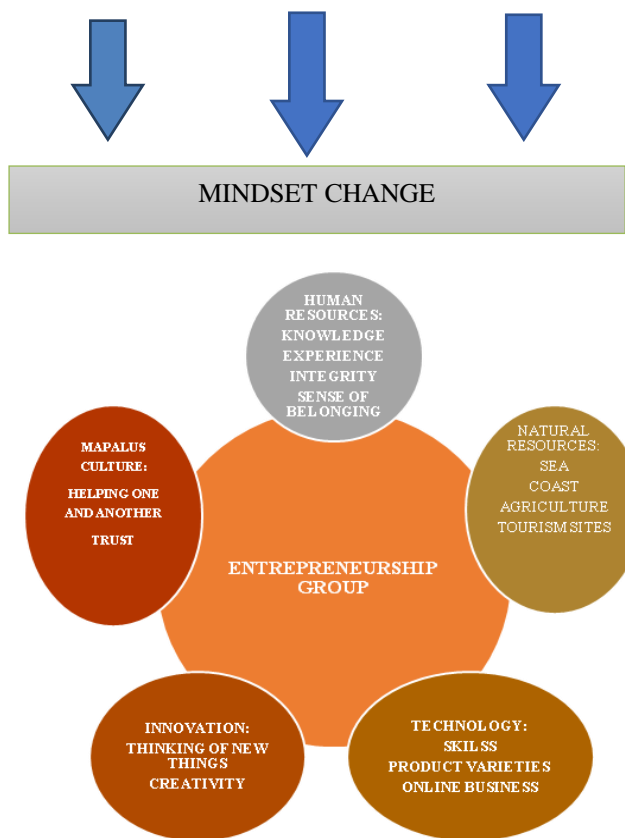 MINDSET CHANGE
HUMAN
RESOURCES:
KNOWLEDGE
EXPERIENCE
INTEGRITY
SENSE OF
BELONGING
MAPALUS
CULTURE:
HELPING ONE
AND ANOTHER
TRUST
NATURAL
RESOURCES:
SEA
COAST
AGRICULTURE
TOURISM SITES
ENTREPRENEURSHIP
GROUP
INNOVATION:
THINKING OF NEW
THINGS
CREATIVITY
TECHNOLOGY:
SKILSS
PRODUCT VARIETIES
ONLINE BUSINESS